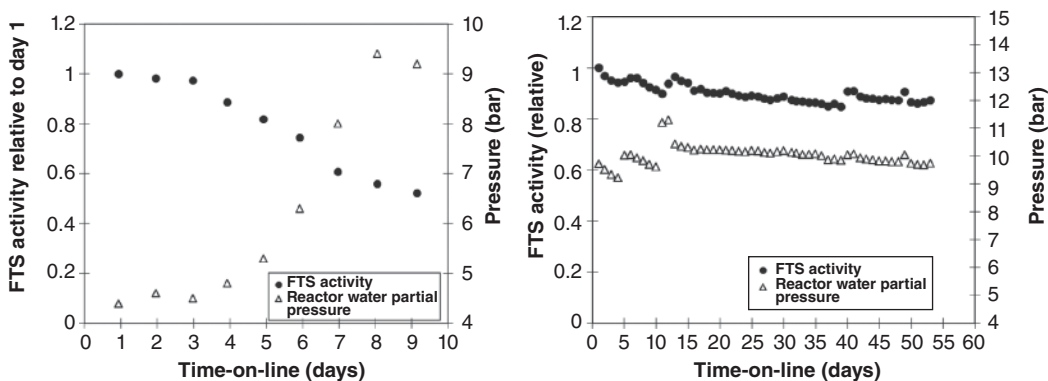 FTS activity relative to day 1
1.2
1
0.8
0.6
0.4
0.2
0
10
9
8
7
6
5
4
Pressure (bar)
FTS activity
Reactor water partial
pressure
0 1 2 3 4 5 6 7 8 9 10
Time-on-line (days)
FTS activity (relative)
1.2
1
0.8
0.6
0.4
0.2
0
15
14
13
12
11
10
9
8
7
6
5
4
Pressure (bar)
FTS activity
Reactor water partial
pressure
0 5 10 15 20 25 30 35 40 45 50 55 60
Time-on-line (days)